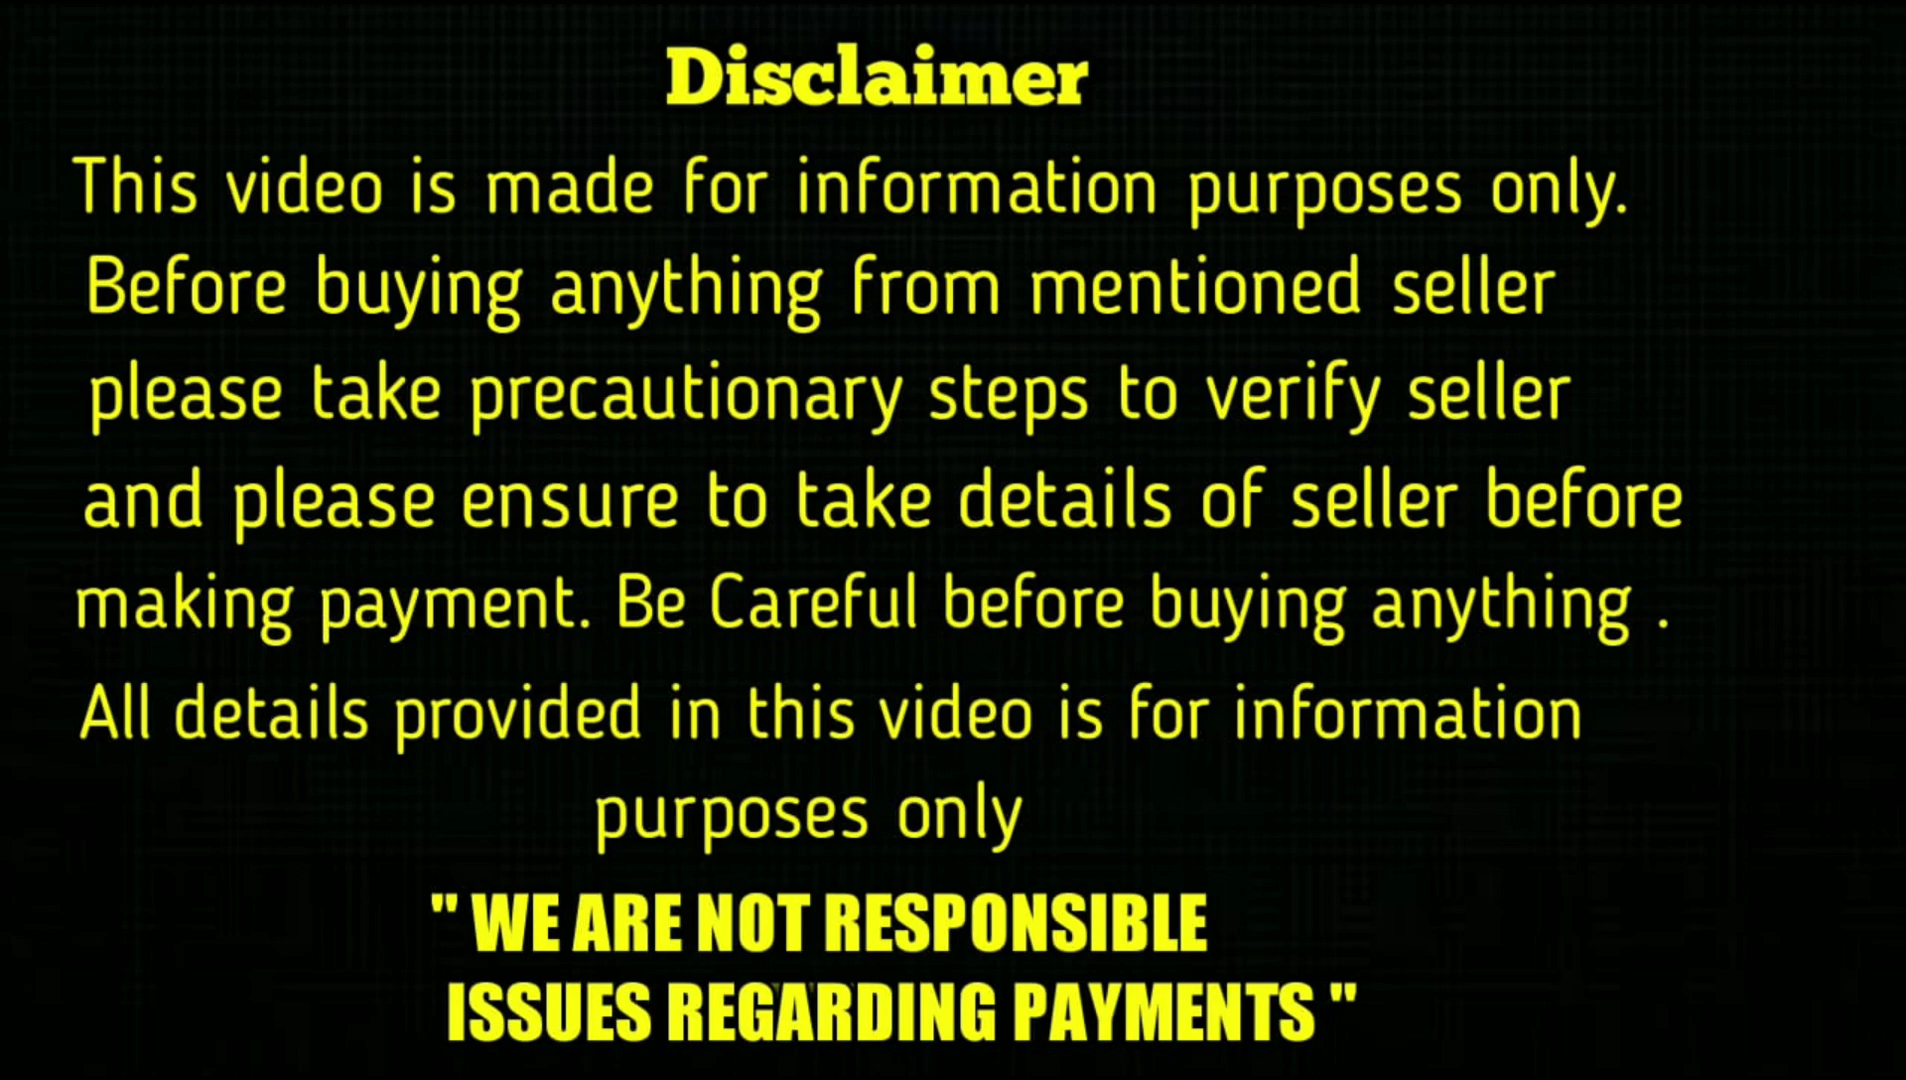 Disclaimer
This video is made for information purposes only.
Before buying anything from mentioned seller
please take precautionary steps to verify seller
and please ensure to take details of seller before
making payment. Be Careful before buying anything .
All details provided in this video is for information
purposes only
" WE ARE NOT RESPONSIBLE
ISSUES REGARDING PAYMENTS "